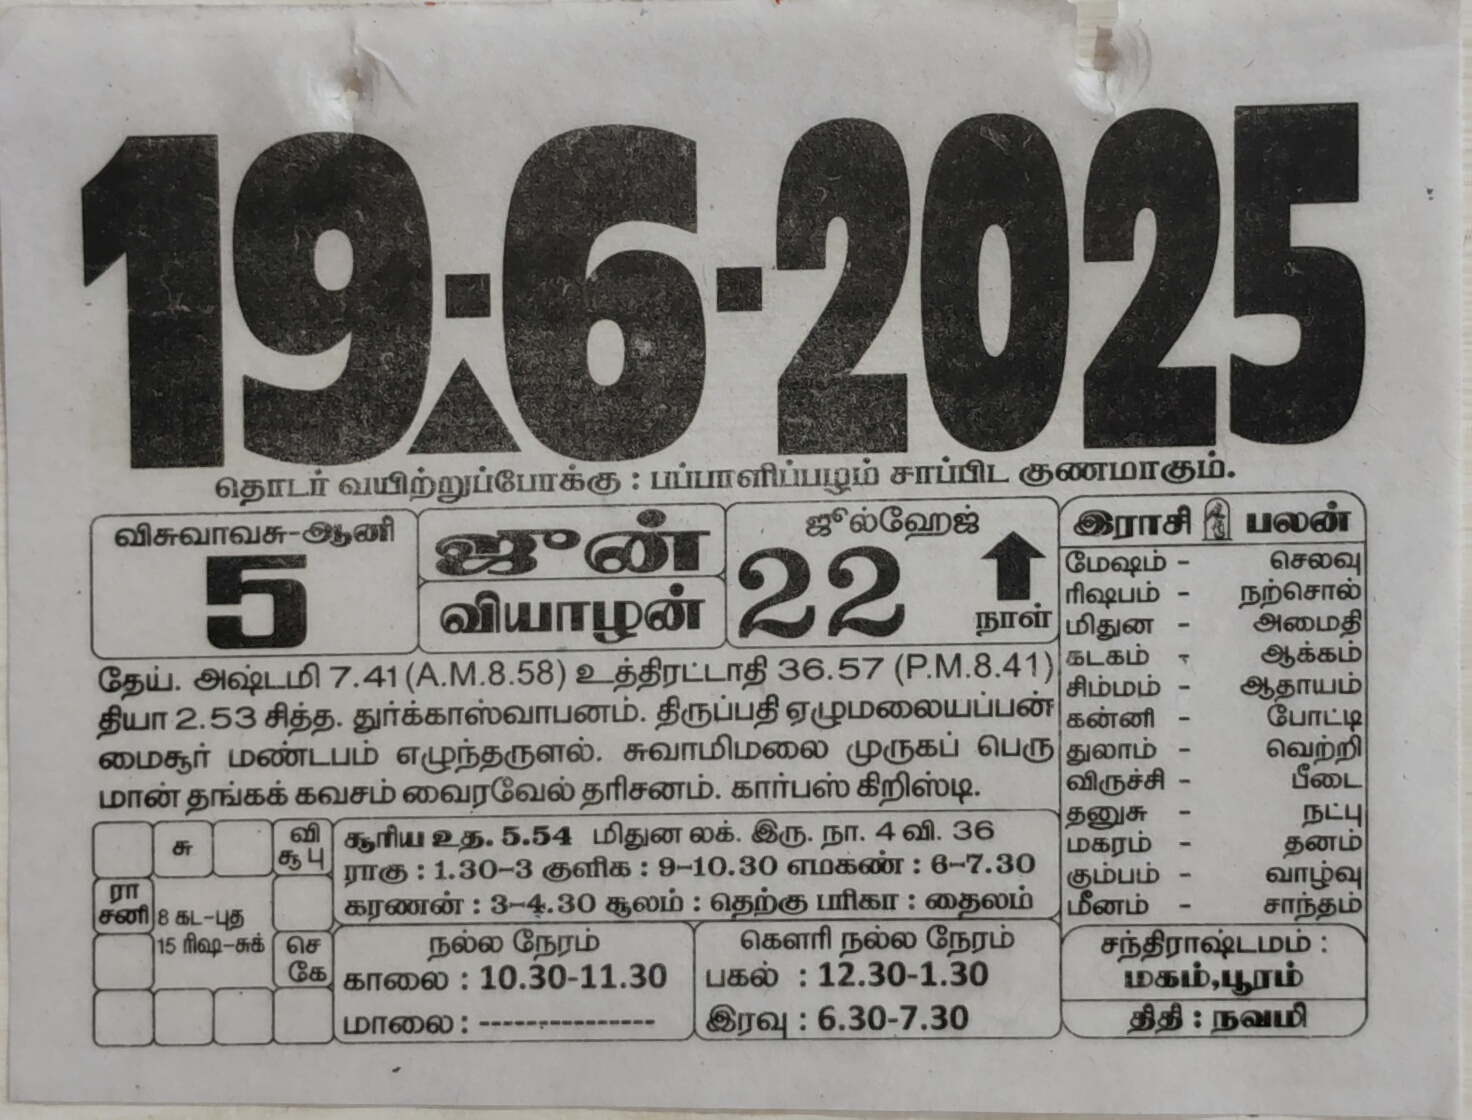 19-6-2025
தொடர் வயிற்றுப்போக்கு : பப்பாளிப்பழம் சாப்பிட குணமாகும்.
விசுவாவசு-ஆனி
5
ஜுன்
வியாழன்
ஜூல்ஹேஜ்
22
நாள்
தேய். அஷ்டமி 7.41 (A.M.8.58) உத்திரட்டாதி 36.57 (P.M.8.41)
தியா 2.53 சித்த. துர்க்காஸ்வாபனம். திருப்பதி ஏழுமலையப்பன்
மைசூர் மண்டபம் எழுந்தருளல். சுவாமிமலை முருகப் பெரு
மான் தங்கக் கவசம் வைரவேல் தரிசனம். கார்பஸ் கிறிஸ்டி.
இராசி பலன்
மேஷம் - செலவு
ரிஷபம் - நற்சொல்
மிதுன - அமைதி
கடகம் - ஆக்கம்
சிம்மம் - ஆதாயம்
கன்னி - போட்டி
துலாம் - வெற்றி
விருச்சி - பீடை
தனுசு - நட்பு
மகரம் - தனம்
கும்பம் - வாழ்வு
மீனம் - சாந்தம்
சு
வி
சூ பு
ரா
சனி
8 கட-புத
15 ரிஷ-சுக்
செ
கே
சூரிய உத. 5.54 மிதுன லக். இரு. நா. 4 வி. 36
ராகு : 1.30-3 குளிக : 9-10.30 எமகண் : 6-7.30
கரணன் : 3-4.30 சூலம் : தெற்கு பரிகா : தைலம்
நல்ல நேரம்
காலை : 10.30-11.30
மாலை : ---------------
கௌரி நல்ல நேரம்
பகல் : 12.30-1.30
இரவு : 6.30-7.30
சந்திராஷ்டமம் :
மகம்,பூரம்
திதி : நவமி